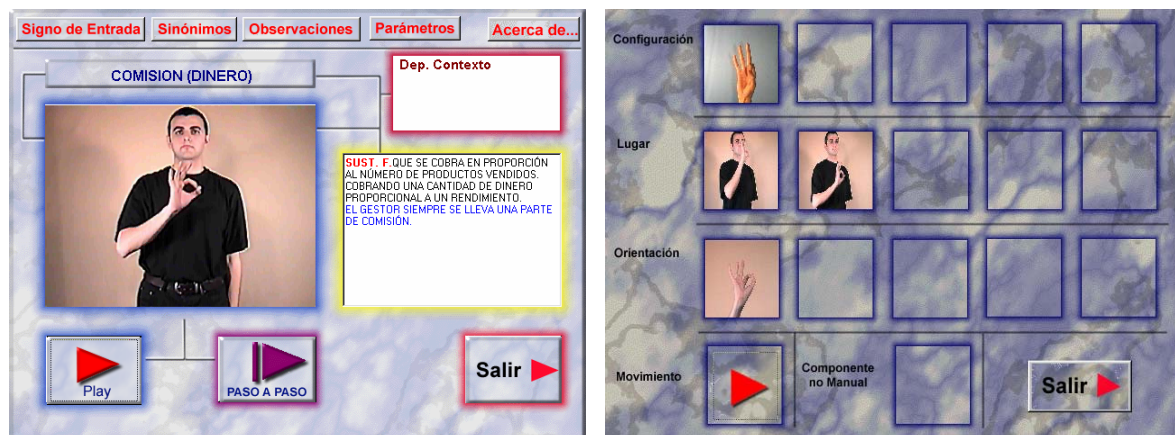 Signo de Entrada
Sinónimos
Observaciones
Parámetros
Acerca de...
COMISION (DINERO)
Dep. Contexto
SUST. F.QUE SE COBRA EN PROPORCIÓN
AL NÚMERO DE PRODUCTOS VENDIDOS.
COBRANDO UNA CANTIDAD DE DINERO
PROPORCIONAL A UN RENDIMIENTO.
EL GESTOR SIEMPRE SE LLEVA UNA PARTE
DE COMISIÓN.
Play
PASO A PASO
Salir
Configuración
Lugar
Orientación
Movimiento
Componente
no Manual
Salir